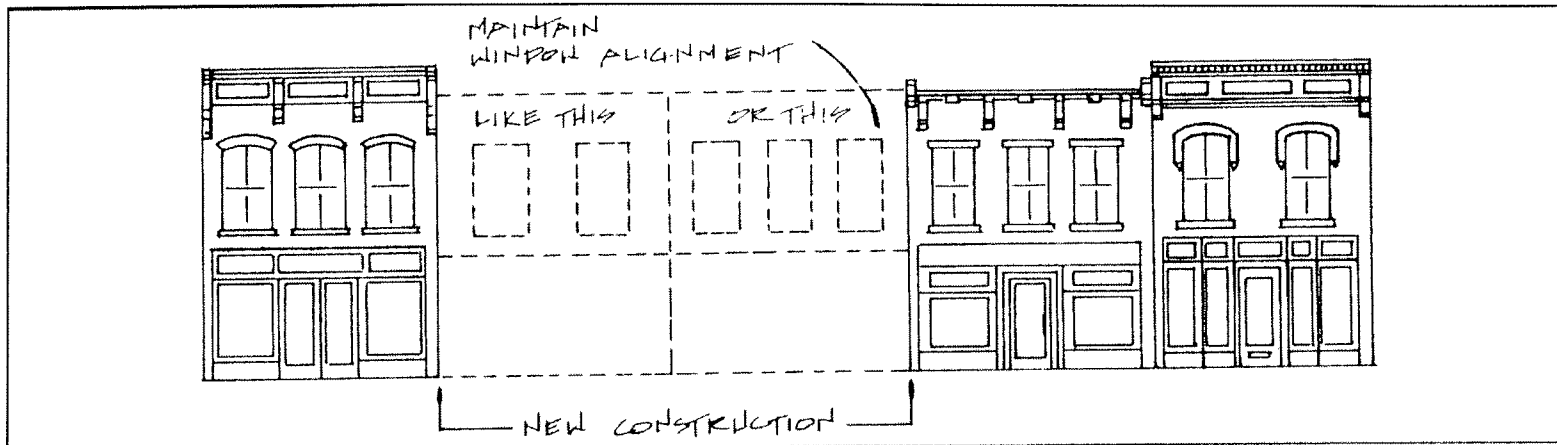 MAINTAIN
WINDOW ALIGNMENT
LIKE THIS
OR THIS
NEW CONSTRUCTION